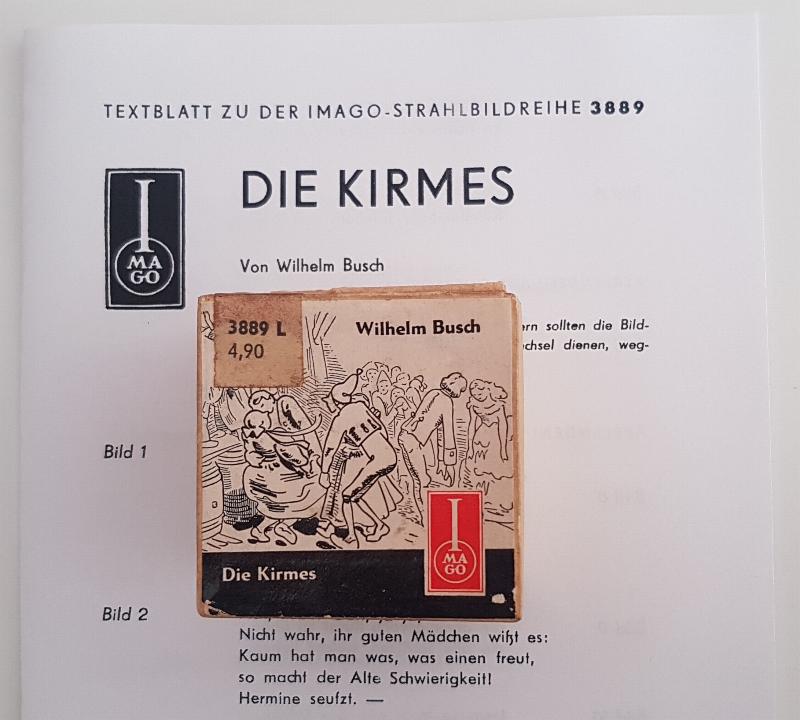 TEXTBLATT ZU DER IMAGO-STRAHLBILDREIHE 3889
I
MA
GO
DIE KIRMES
Von Wilhelm Busch
sollten die Bild-
dienen, weg-
3889 L
4,90
Wilhelm Busch
Bild 1
I
MA
GO
Die Kirmes
Bild 2
Nicht wahr, ihr guten Mädchen wißt es:
Kaum hat man was, was einen freut,
so macht der Alte Schwierigkeit!
Hermine seufzt. —